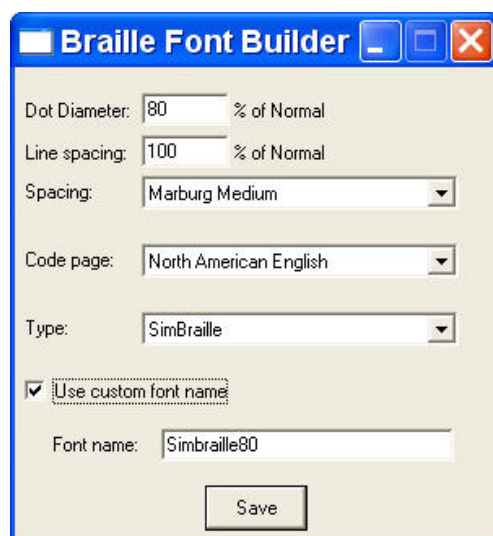 Braille Font Builder
Dot Diameter: 80 % of Normal
Line spacing: 100 % of Normal
Spacing: Marburg Medium
Code page: North American English
Type: SimBraille
Use custom font name
Font name: Simbraille80
Save